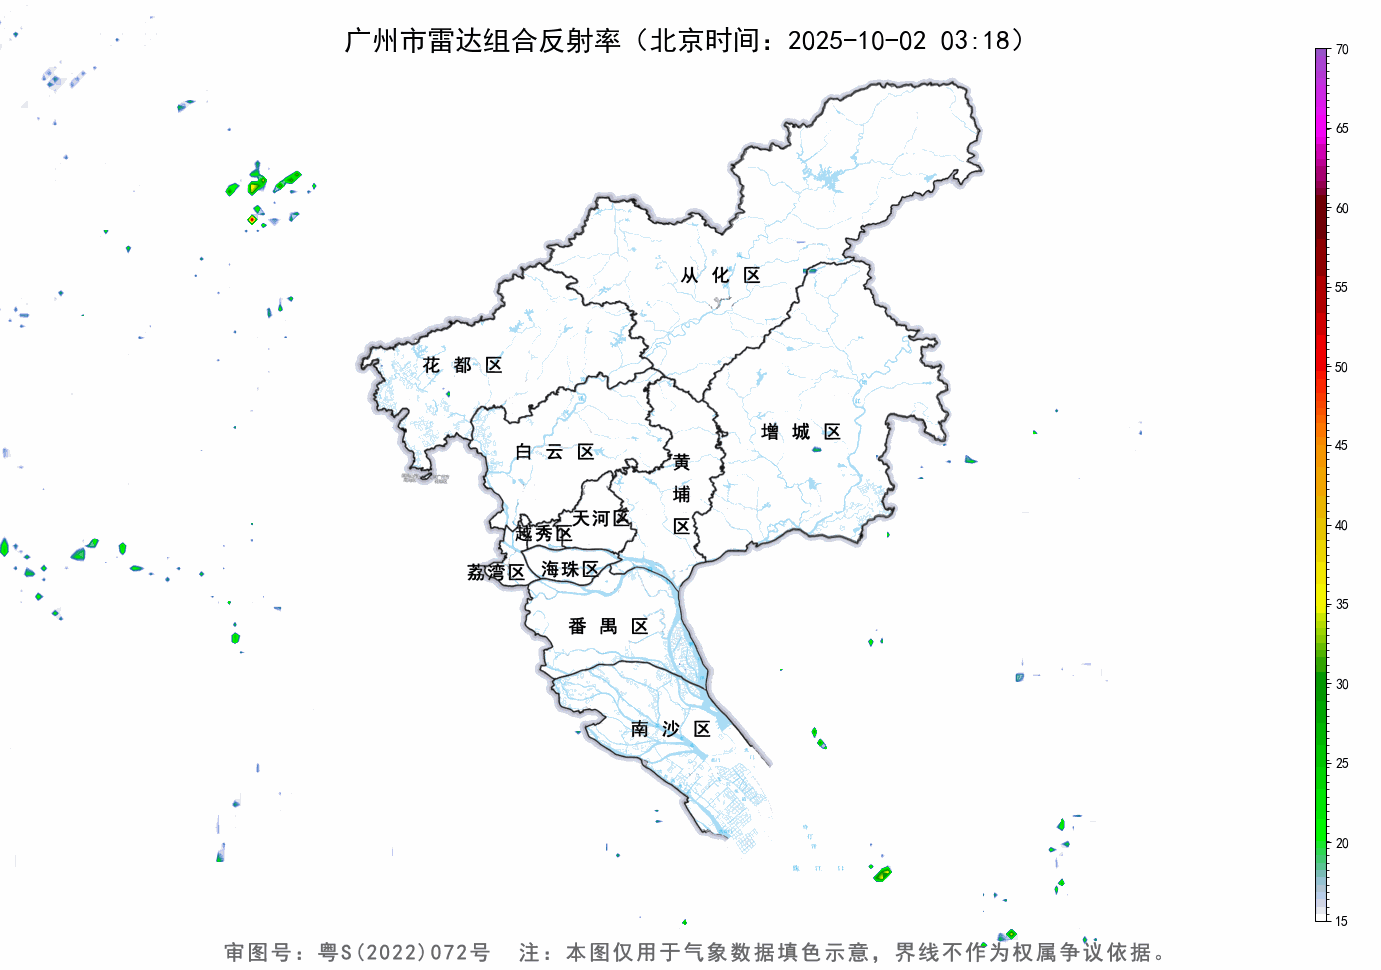 广州市雷达组合反射率（北京时间：2025-10-02 03:18）
70
65
60
55
50
45
40
35
30
25
20
15
从化区
花都区
增城区
白云区
黄埔区
天河区
越秀区
荔湾区
海珠区
番禺区
南沙区
审图号：粤S(2022)072号 注：本图仅用于气象数据填色示意，界线不作为权属争议依据。